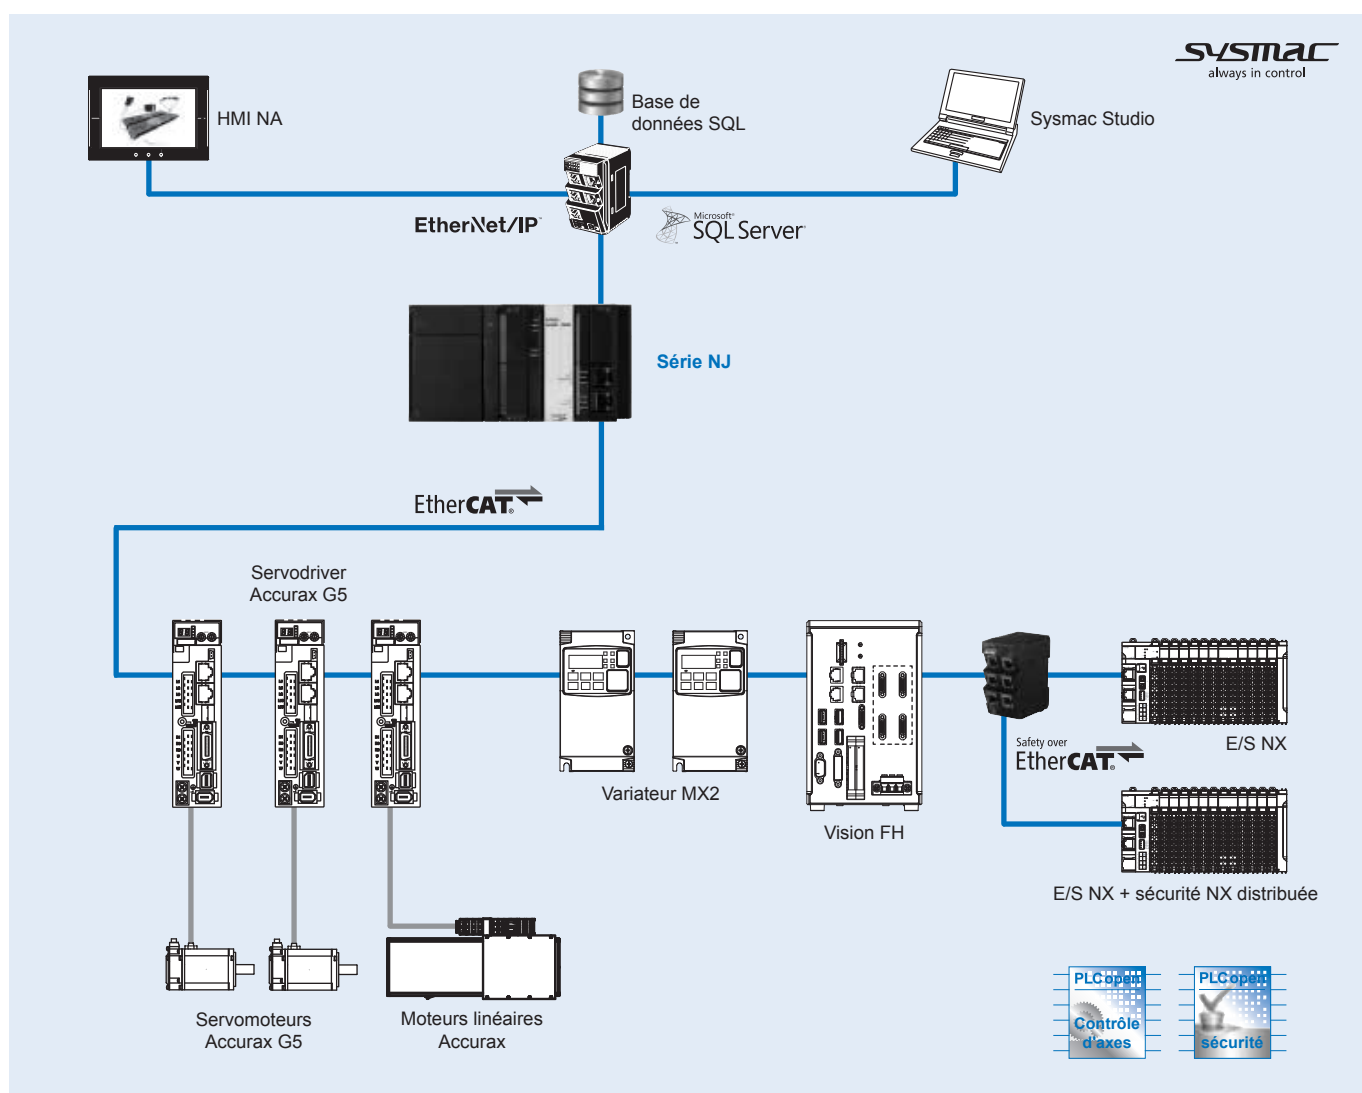 sysmac
always in control
HMI NA
Base de
données SQL
Sysmac Studio
EtherNet/IP
Microsoft®
SQL Server
Série NJ
EtherCAT®
Servodriver
Accurax G5
Safety over
EtherCAT®
E/S NX
Variateur MX2
Vision FH
E/S NX + sécurité NX distribuée
Servomoteurs
Accurax G5
Moteurs linéaires
Accurax
PLCopen
Contrôle
d'axes
PLCopen
sécurité